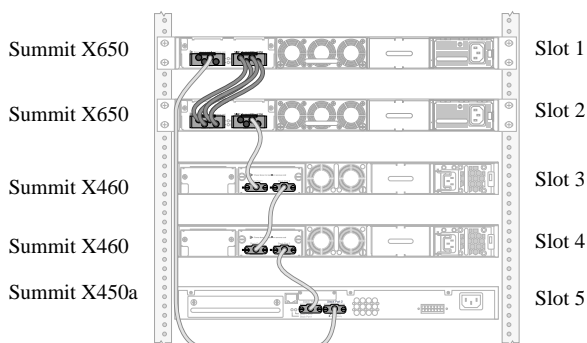 Summit X650 Slot 1
Summit X650 Slot 2
Summit X460 Slot 3
Summit X460 Slot 4
Summit X450a Slot 5